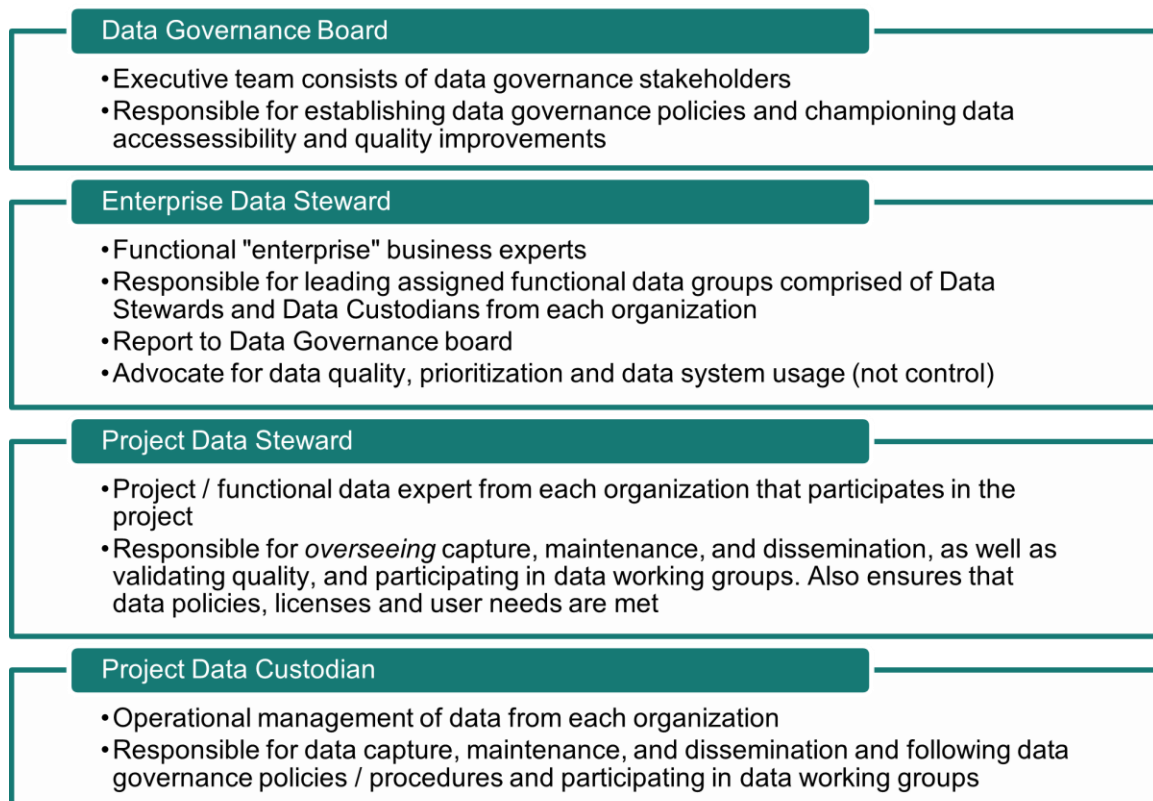 Data Governance Board
•Executive team consists of data governance stakeholders
•Responsible for establishing data governance policies and championing data
accessessibility and quality improvements
Enterprise Data Steward
•Functional "enterprise" business experts
•Responsible for leading assigned functional data groups comprised of Data
Stewards and Data Custodians from each organization
•Report to Data Governance board
•Advocate for data quality, prioritization and data system usage (not control)
Project Data Steward
•Project / functional data expert from each organization that participates in the
project
•Responsible for overseeing capture, maintenance, and dissemination, as well as
validating quality, and participating in data working groups. Also ensures that
data policies, licenses and user needs are met
Project Data Custodian
•Operational management of data from each organization
•Responsible for data capture, maintenance, and dissemination and following data
governance policies / procedures and participating in data working groups